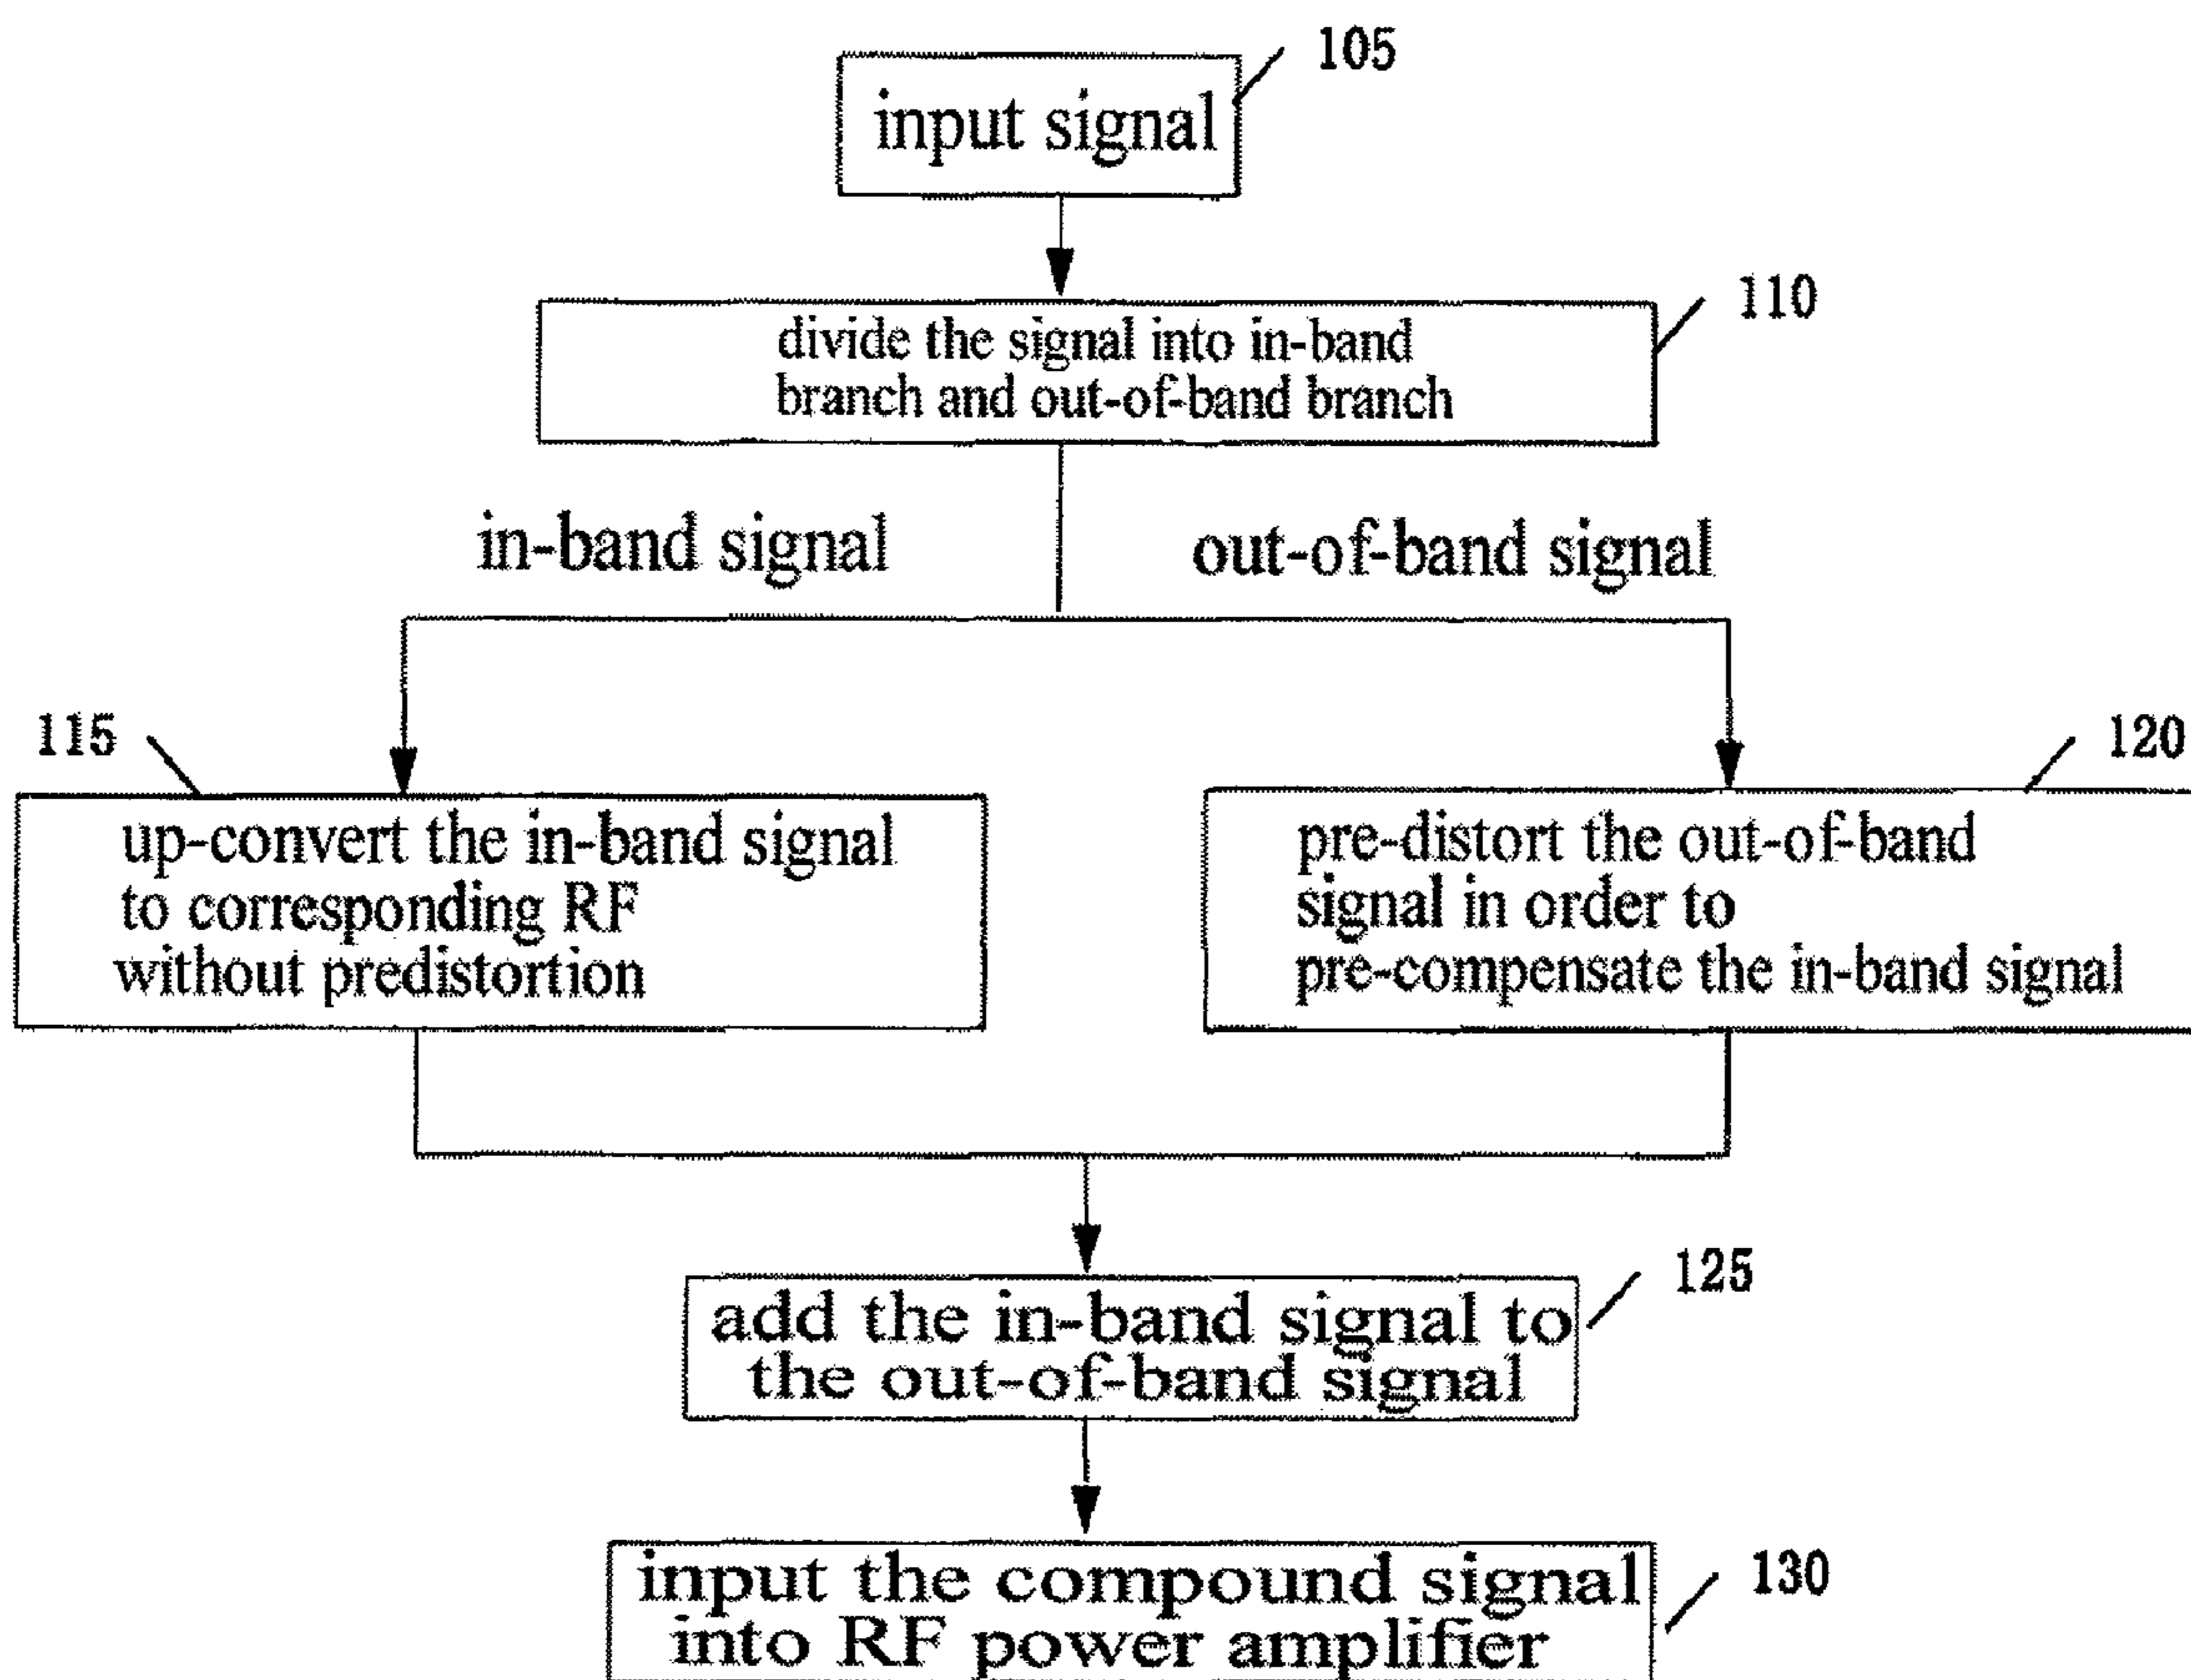 105
input signal
110
divide the signal into in-band
branch and out-of-band branch
in-band signal
out-of-band signal
115
120
up-convert the in-band signal
to corresponding RF
without predistortion
pre-distort the out-of-band
signal in order to
pre-compensate the in-band signal
125
add the in-band signal to
the out-of-band signal
130
input the compound signal
into RF power amplifier